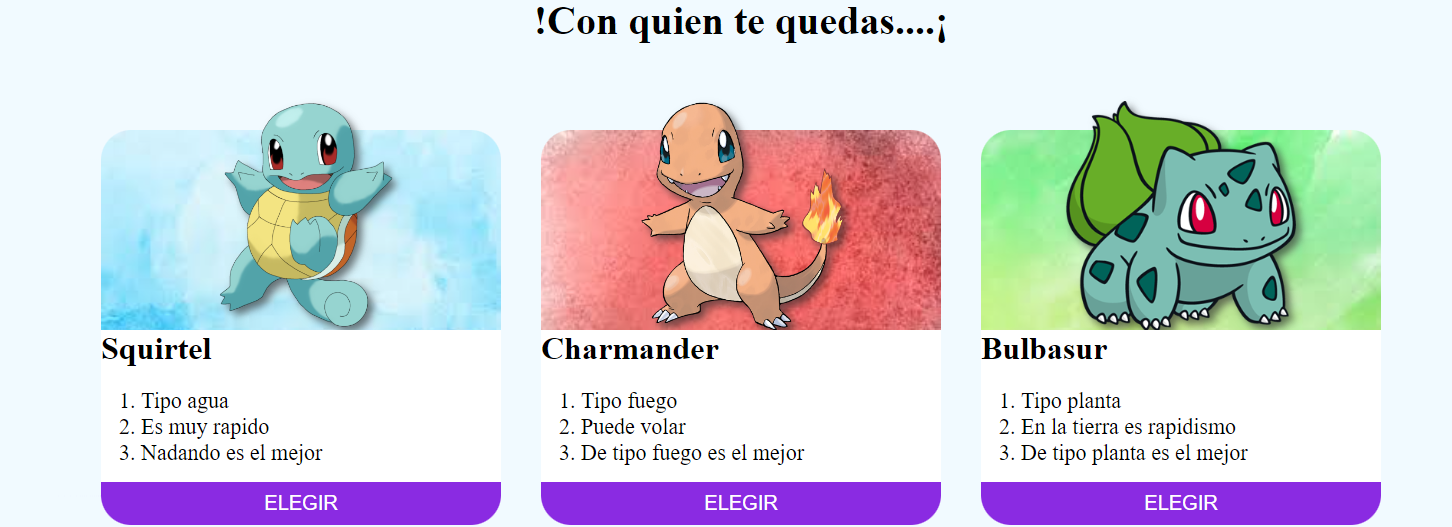 !Con quien te quedas....¡
Squirtel
1. Tipo agua
2. Es muy rapido
3. Nadando es el mejor
ELEGIR
Charmander
1. Tipo fuego
2. Puede volar
3. De tipo fuego es el mejor
ELEGIR
Bulbasur
1. Tipo planta
2. En la tierra es rapidismo
3. De tipo planta es el mejor
ELEGIR